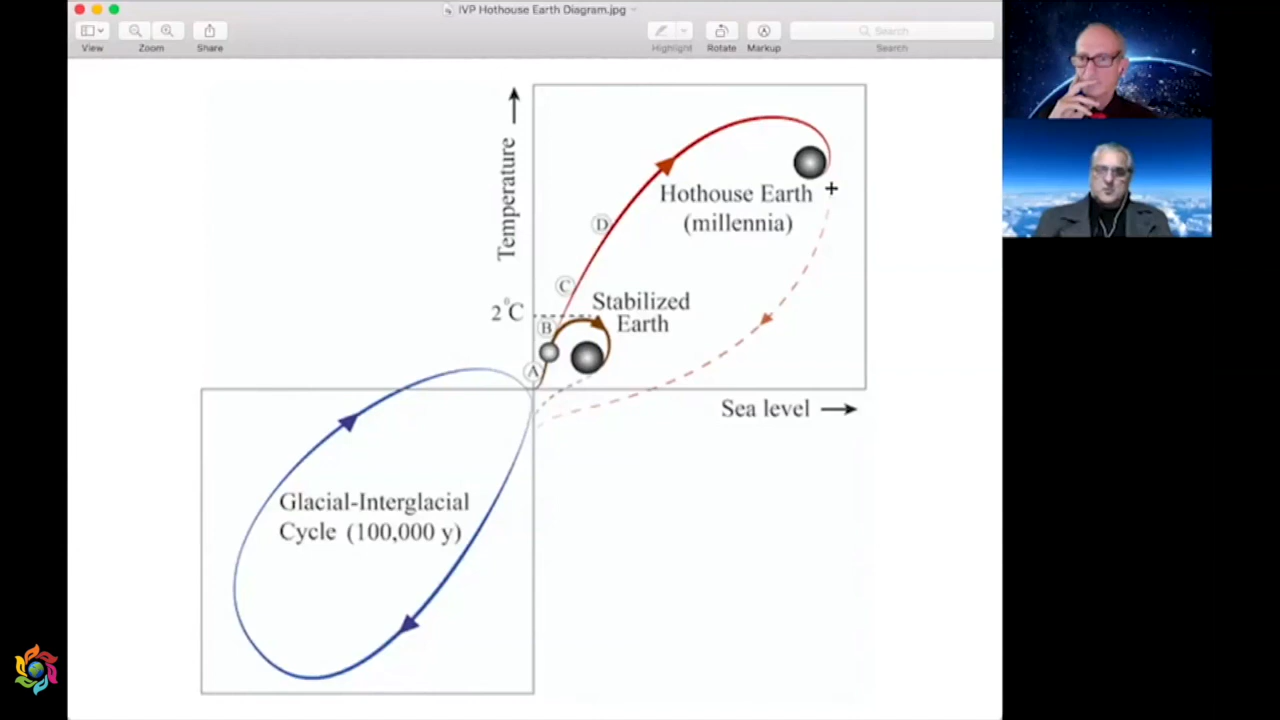 IVP Hothouse Earth Diagram.jpg
View
Zoom
Share
Highlight
Rotate
Markup
Search
Search
Temperature
Hothouse Earth
(millennia)
D
C
2°C
Stabilized
Earth
B
A
Sea level
Glacial-Interglacial
Cycle (100,000 y)